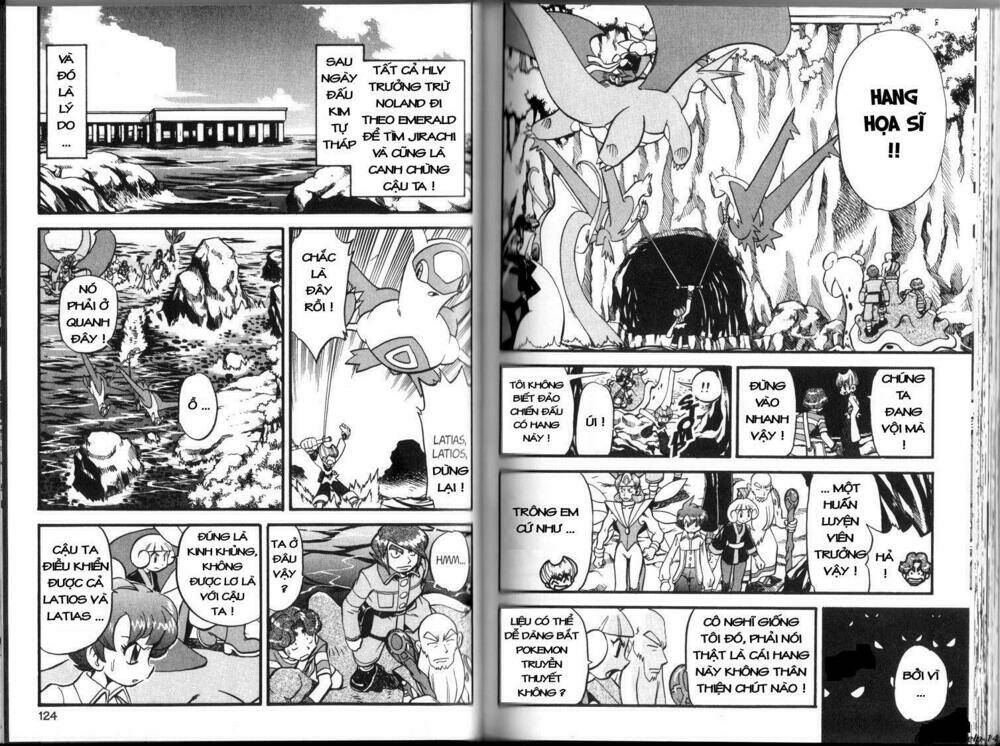 VÀ
ĐÓ
LÀ
LÝ
DO
...
SAU
NGÀY
ĐẤU
KIM
TỰ
THÁP
TẤT CẢ HLV
TRƯỞNG TRỪ
NOLAND ĐI
THEO EMERALD
ĐỂ TÌM JIRACHI
VÀ CŨNG LÀ
CANH CHỪNG
CẬU TA !
NÓ
PHẢI Ở
QUANH
ĐÂY !
Ồ ...
CHẮC
LÀ ĐÂY
RỒI !
LATIAS,
LATIOS,
DỪNG
LẠI !
CẬU TA
ĐIỀU KHIỂN
ĐƯỢC CẢ
LATIOS VÀ
LATIAS ...
ĐÚNG LÀ
KINH KHỦNG,
KHÔNG
ĐƯỢC LƠ LÀ
VỚI CẬU
TA !
TA Ở
ĐÂU
VẬY
?
HMM...
124
HANG
HỌA SĨ
!!
TÔI KHÔNG
BIẾT ĐẢO
CHIẾN ĐẤU
CÓ HANG
NÀY !
ÚI !
!!
ĐỪNG
VÀO
NHANH
VẬY !
CHÚNG
TA
ĐANG
VỘI MÀ
!
TRÔNG EM
CỨ NHƯ ...
... MỘT
HUẤN
LUYỆN
VIÊN
TRƯỞNG
VẬY !
HẢ
!
LIỆU CÓ THỂ
DỄ DÀNG BẮT
POKEMON
TRUYỀN
THUYẾT
KHÔNG ?
CÔ NGHĨ GIỐNG
TÔI ĐÓ, PHẢI NÓI
THẬT LÀ CÁI HANG
NÀY KHÔNG THÂN
THIỆN CHÚT NÀO !
BỞI VÌ
...